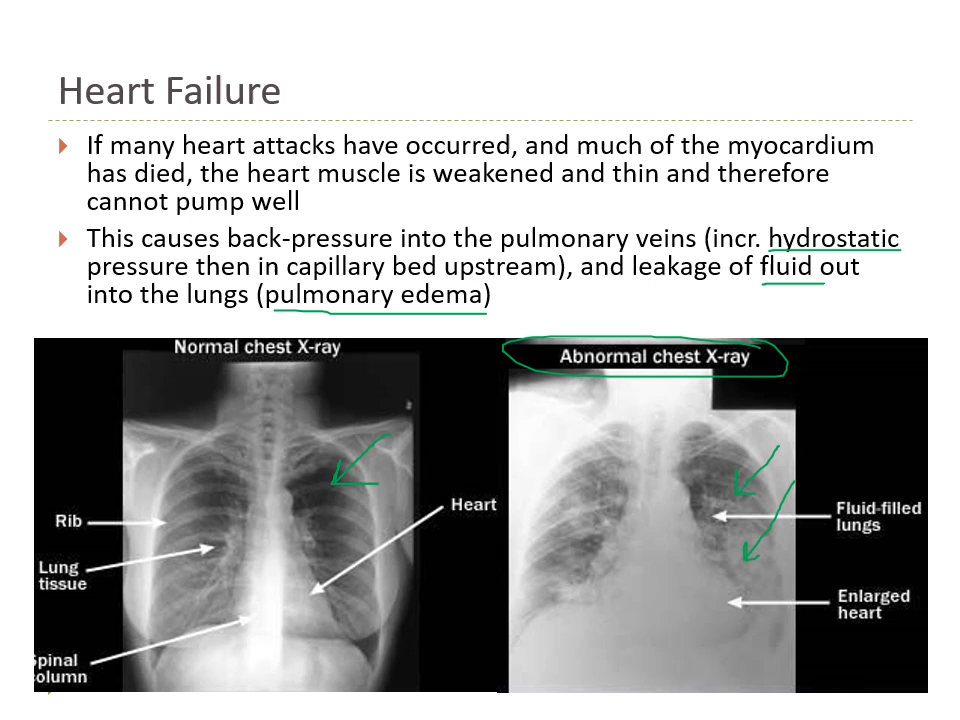 Heart Failure
If many heart attacks have occurred, and much of the myocardium
has died, the heart muscle is weakened and thin and therefore
cannot pump well
This causes back-pressure into the pulmonary veins (incr. hydrostatic
pressure then in capillary bed upstream), and leakage of fluid out
into the lungs (pulmonary edema)
Normal chest X-ray
Abnormal chest X-ray
Rib
Lung
tissue
Spinal
column
Heart
Fluid-filled
lungs
Enlarged
heart